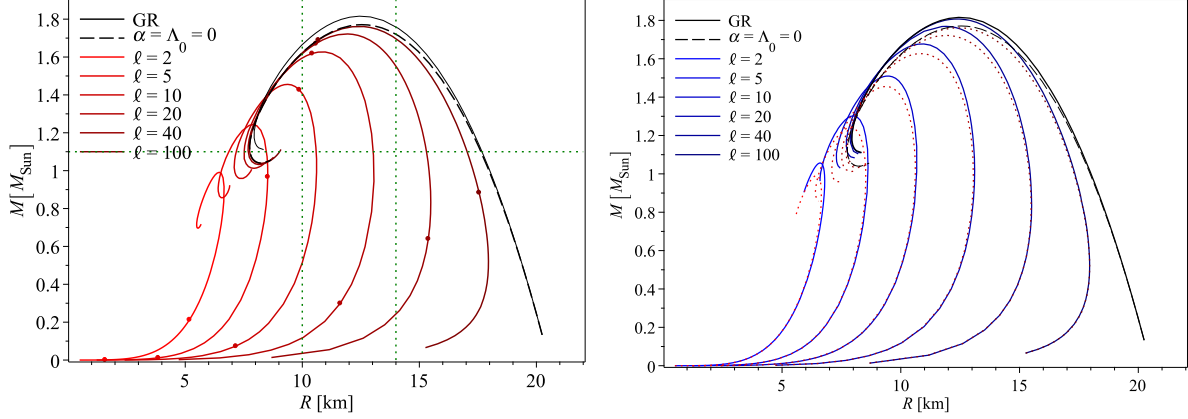 GR
α = Λ₀ = 0
ℓ = 2
ℓ = 5
ℓ = 10
ℓ = 20
ℓ = 40
ℓ = 100
M [M_Sun]
1.8
1.6
1.4
1.2
1
0.8
0.6
0.4
0.2
0
5 10 15 20
R [km]
GR
α = Λ₀ = 0
ℓ = 2
ℓ = 5
ℓ = 10
ℓ = 20
ℓ = 40
ℓ = 100
M [M_Sun]
1.8
1.6
1.4
1.2
1
0.8
0.6
0.4
0.2
0
5 10 15 20
R [km]